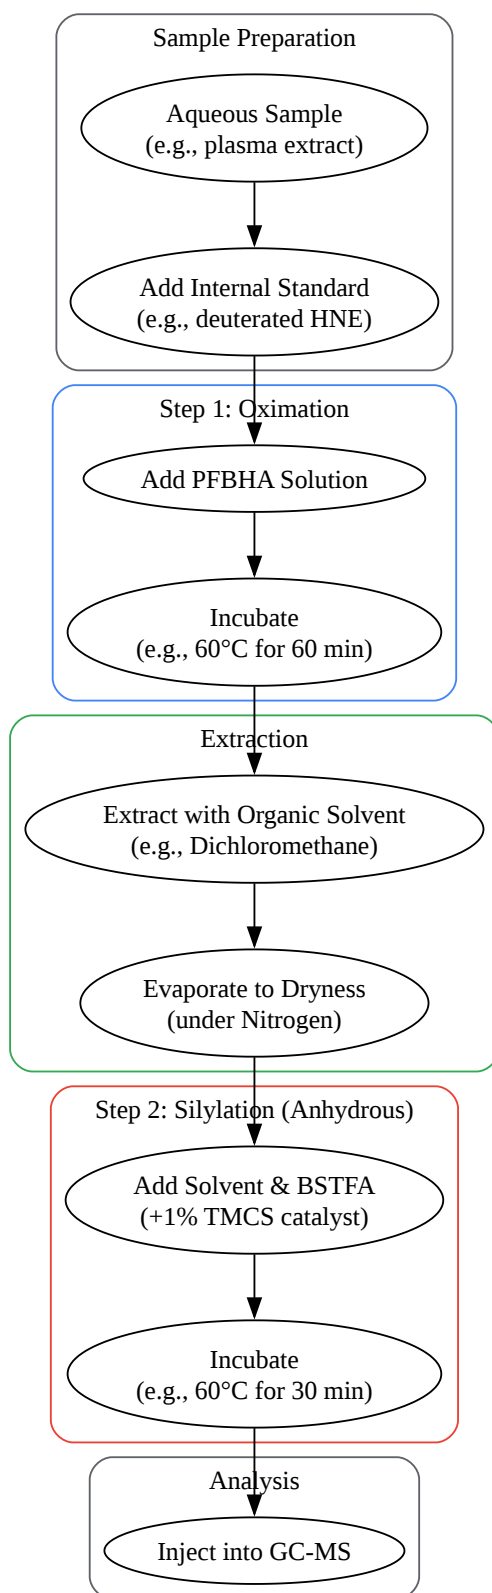 Sample Preparation
Aqueous Sample
(e.g., plasma extract)
Add Internal Standard
(e.g., deuterated HNE)
Step 1: Oximation
Add PFBHA Solution
Incubate
(e.g., 60°C for 60 min)
Extraction
Extract with Organic Solvent
(e.g., Dichloromethane)
Evaporate to Dryness
(under Nitrogen)
Step 2: Silylation (Anhydrous)
Add Solvent & BSTFA
(+1% TMCS catalyst)
Incubate
(e.g., 60°C for 30 min)
Analysis
Inject into GC-MS